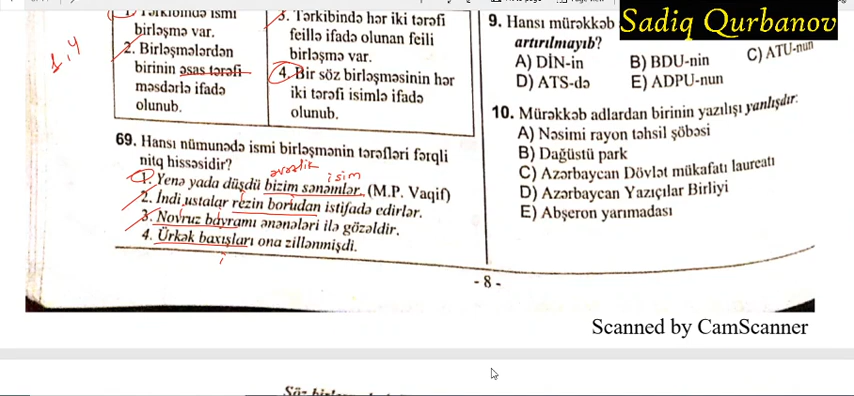 1. Tərkibində ismi
birləşmə var.
2. Birləşmələrdən
birinin əsas tərəfi
məsdərlə ifadə
olunub.
3. Tərkibində hər iki tərəfi
feillə ifadə olunan feili
birləşmə var.
4. Bir söz birləşməsinin hər
iki tərəfi isimlə ifadə
olunub.
1,4
69. Hansı nümunədə ismi birləşmənin tərəfləri fərqli
nitq hissəsidir?
əvəzlik isim
1. Yenə yada düşdü bizim sənəmlər. (M.P. Vaqif)
2. İndi ustalar rezin borudan istifadə edirlər.
3. Novruz bayramı ənənələri ilə gözəldir.
4. Ürkək baxışları ona zillənmişdi.
i
Sadiq Qurbanov
9. Hansı mürəkkəb
artırılmayıb?
A) DİN-in B) BDU-nin C) ATU-nun
D) ATS-də E) ADPU-nun
10. Mürəkkəb adlardan birinin yazılışı yanlışdır.
A) Nəsimi rayon təhsil şöbəsi
B) Dağüstü park
C) Azərbaycan Dövlət mükafatı laureatı
D) Azərbaycan Yazıçılar Birliyi
E) Abşeron yarımadası
- 8 -
Scanned by CamScanner